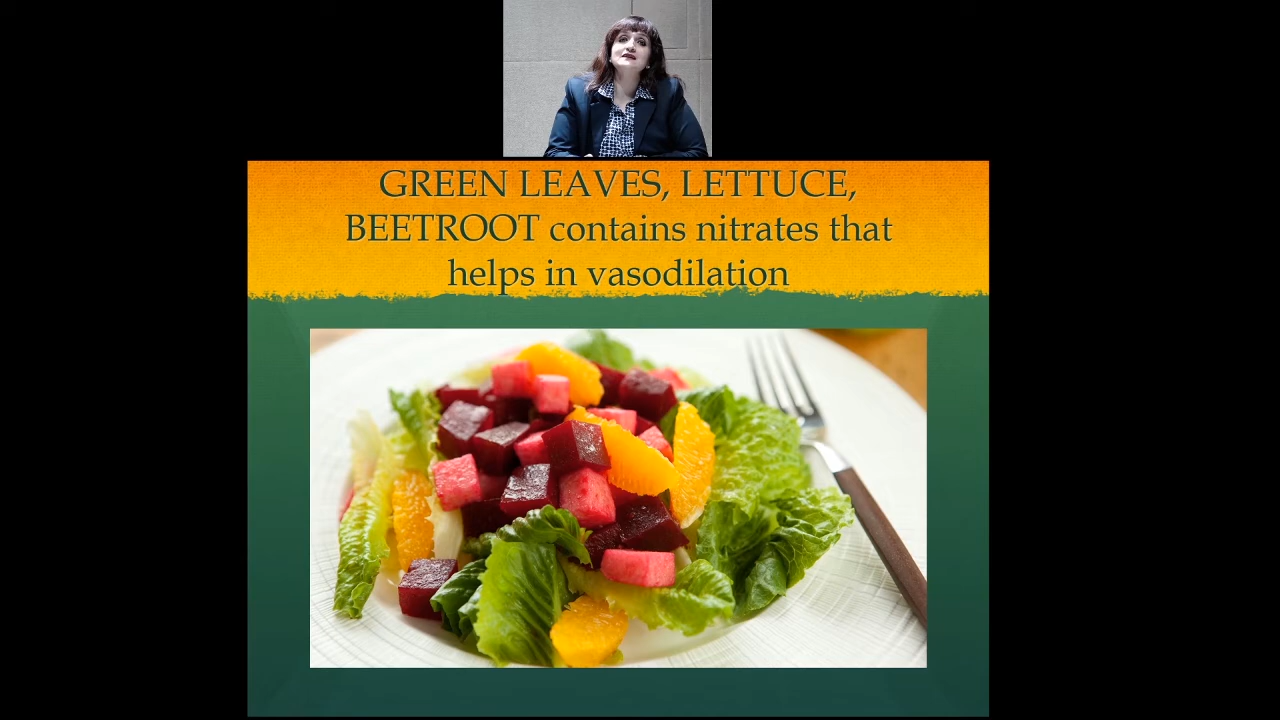 GREEN LEAVES, LETTUCE,
BEETROOT contains nitrates that
helps in vasodilation